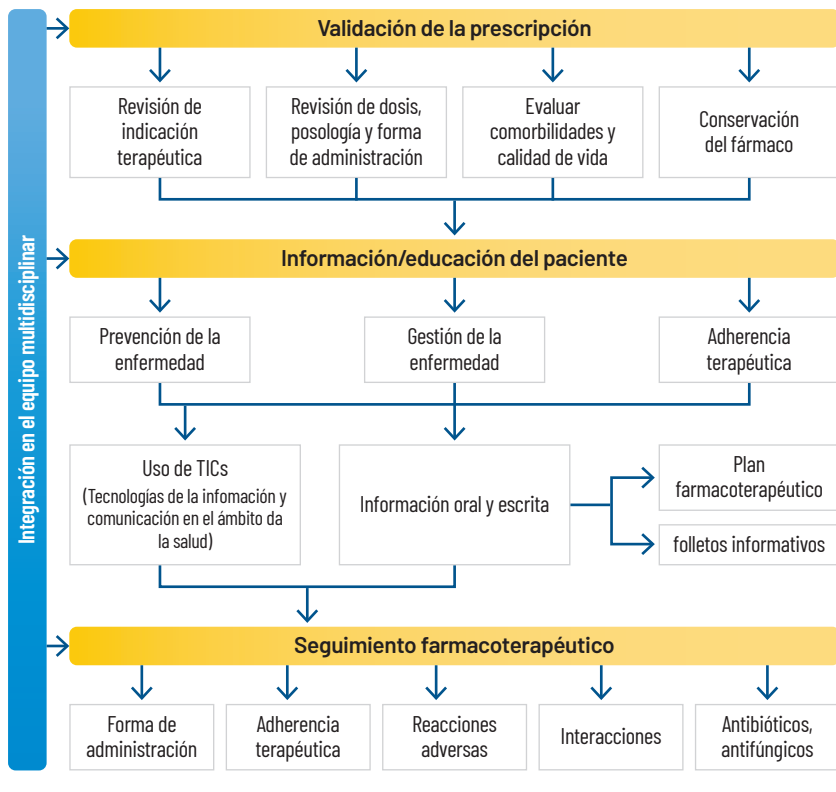 Integración en el equipo multidisciplinar
Validación de la prescripción
Revisión de
indicación
terapéutica
Revisión de dosis,
posología y forma
de administración
Evaluar
comorbilidades y
calidad de vida
Conservación
del fármaco
Información/educación del paciente
Prevención de la
enfermedad
Gestión de la
enfermedad
Adherencia
terapéutica
Uso de TICs
(Tecnologías de la infomación y
comunicación en el ámbito da
la salud)
Información oral y escrita
Plan
farmacoterapéutico
folletos informativos
Seguimiento farmacoterapéutico
Forma de
administración
Adherencia
terapéutica
Reacciones
adversas
Interacciones
Antibióticos,
antifúngicos